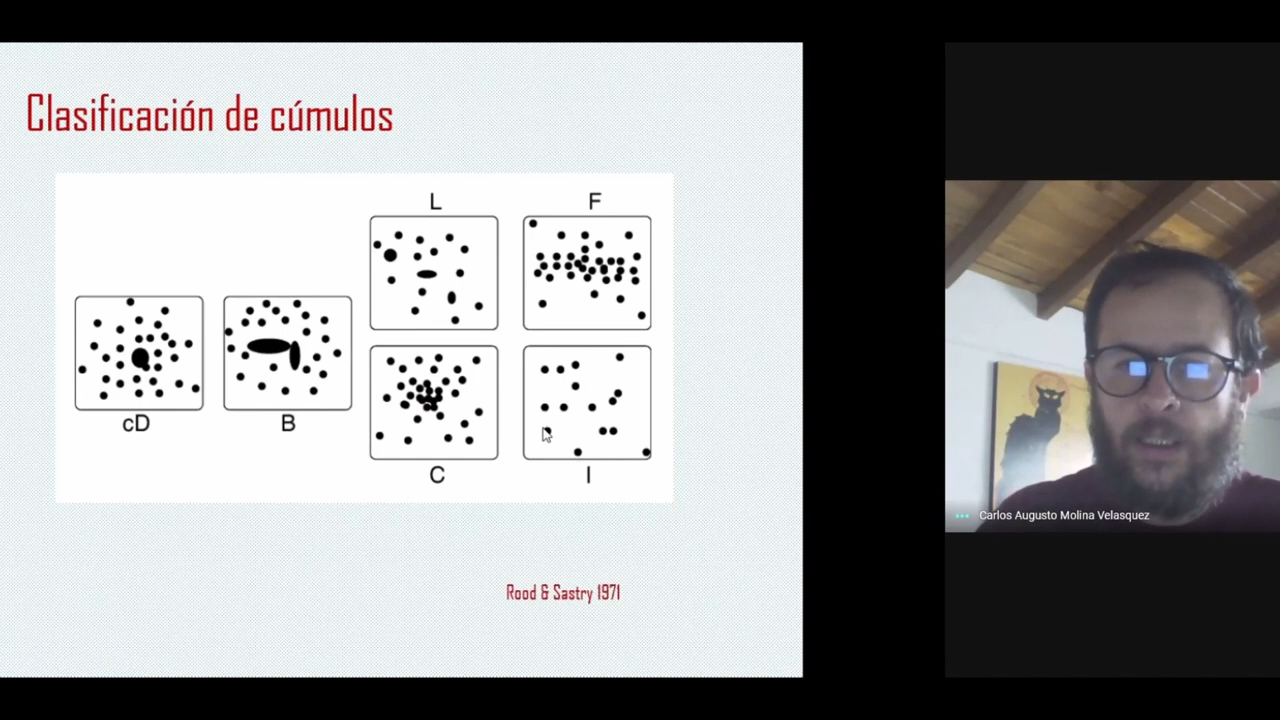 Clasificación de cúmulos
L
F
cD
B
C
I
Rood & Sastry 1971
Carlos Augusto Molina Velasquez